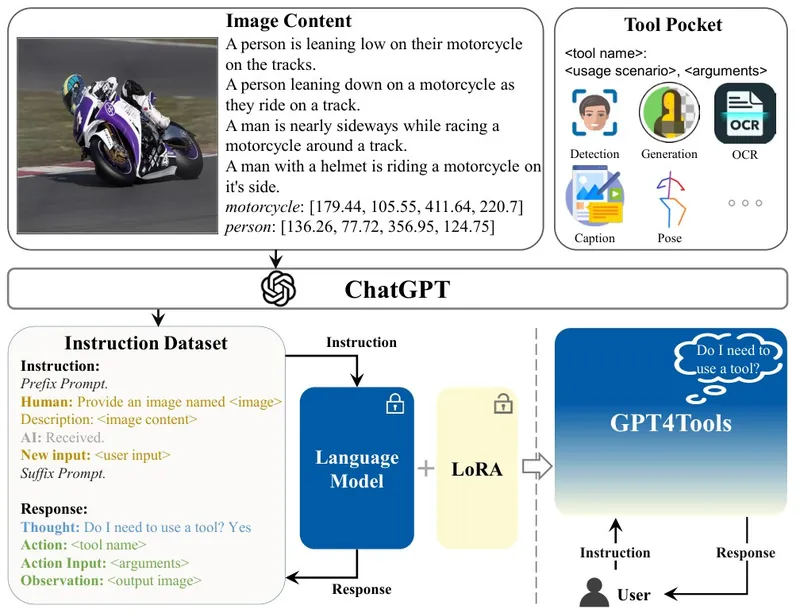 Image Content
A person is leaning low on their motorcycle
on the tracks.
A person leaning down on a motorcycle as
they ride on a track.
A man is nearly sideways while racing a
motorcycle around a track.
A man with a helmet is riding a motorcycle on
it's side.
motorcycle: [179.44, 105.55, 411.64, 220.7]
person: [136.26, 77.72, 356.95, 124.75]
Tool Pocket
<tool name>:
<usage scenario>, <arguments>
OCR
Detection
Generation
OCR
Caption
Pose
ChatGPT
Instruction Dataset
Instruction:
Prefix Prompt.
Human: Provide an image named <image>
Description: <image content>
AI: Received.
New input: <user input>
Suffix Prompt.
Response:
Thought: Do I need to use a tool? Yes
Action: <tool name>
Action Input: <arguments>
Observation: <output image>
Instruction
Language
Model
+
LoRA
Response
Do I need to
use a tool?
GPT4Tools
Instruction
Response
User